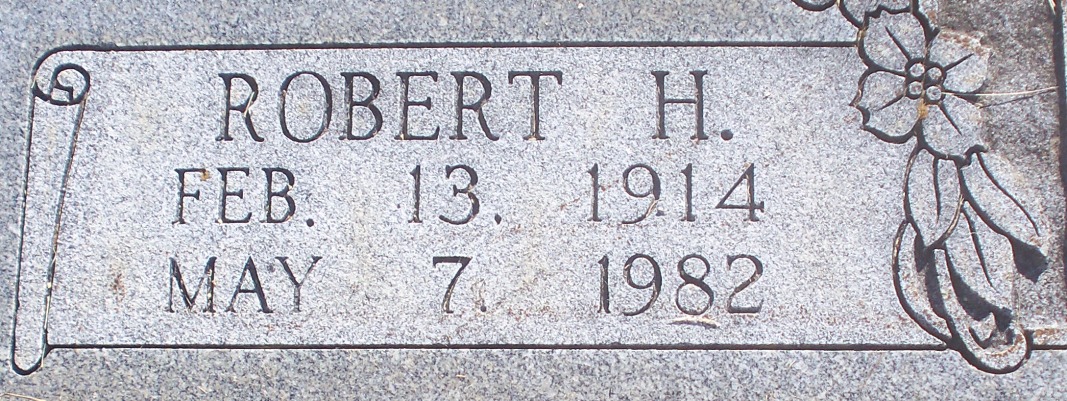 ROBERT H.
FEB. 13, 1914
MAY 7. 1982